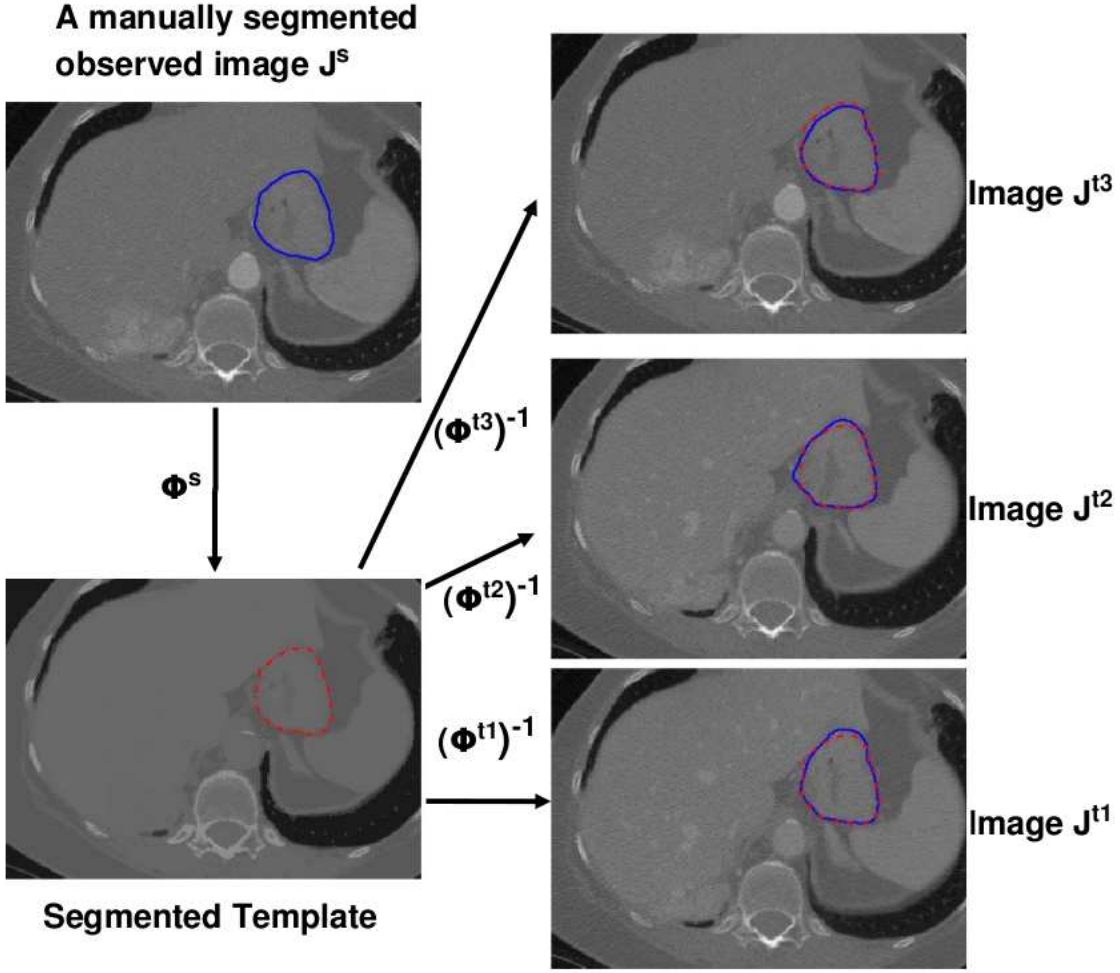 A manually segmented
observed image Jˢ
Image Jᵗ³
(Φᵗ³)⁻¹
Φˢ
Image Jᵗ²
(Φᵗ²)⁻¹
(Φᵗ¹)⁻¹
Image Jᵗ¹
Segmented Template